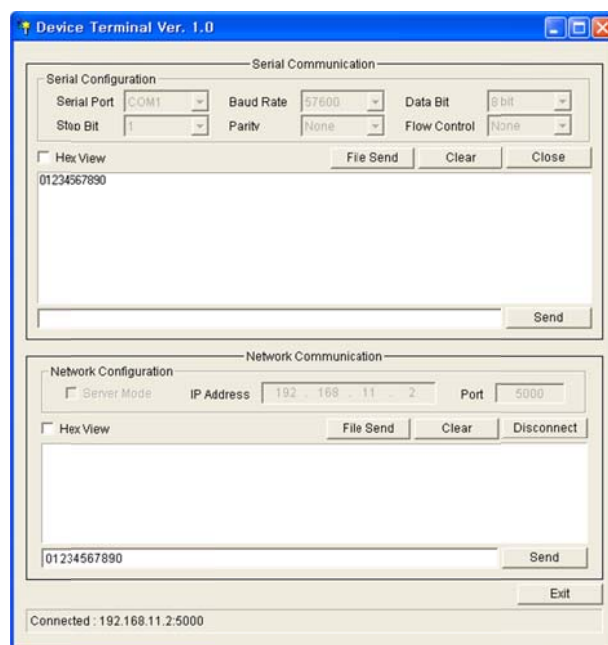 Device Terminal Ver. 1.0
Serial Communication
Serial Configuration
Serial Port COM1 Baud Rate 57600 Data Bit 8 bit
Stop Bit 1 Parity None Flow Control None
Hex View File Send Clear Close
01234567890
Send
Network Communication
Network Configuration
Server Mode IP Address 192 . 168 . 11 . 2 Port 5000
Hex View File Send Clear Disconnect
01234567890 Send
Exit
Connected : 192.168.11.2:5000